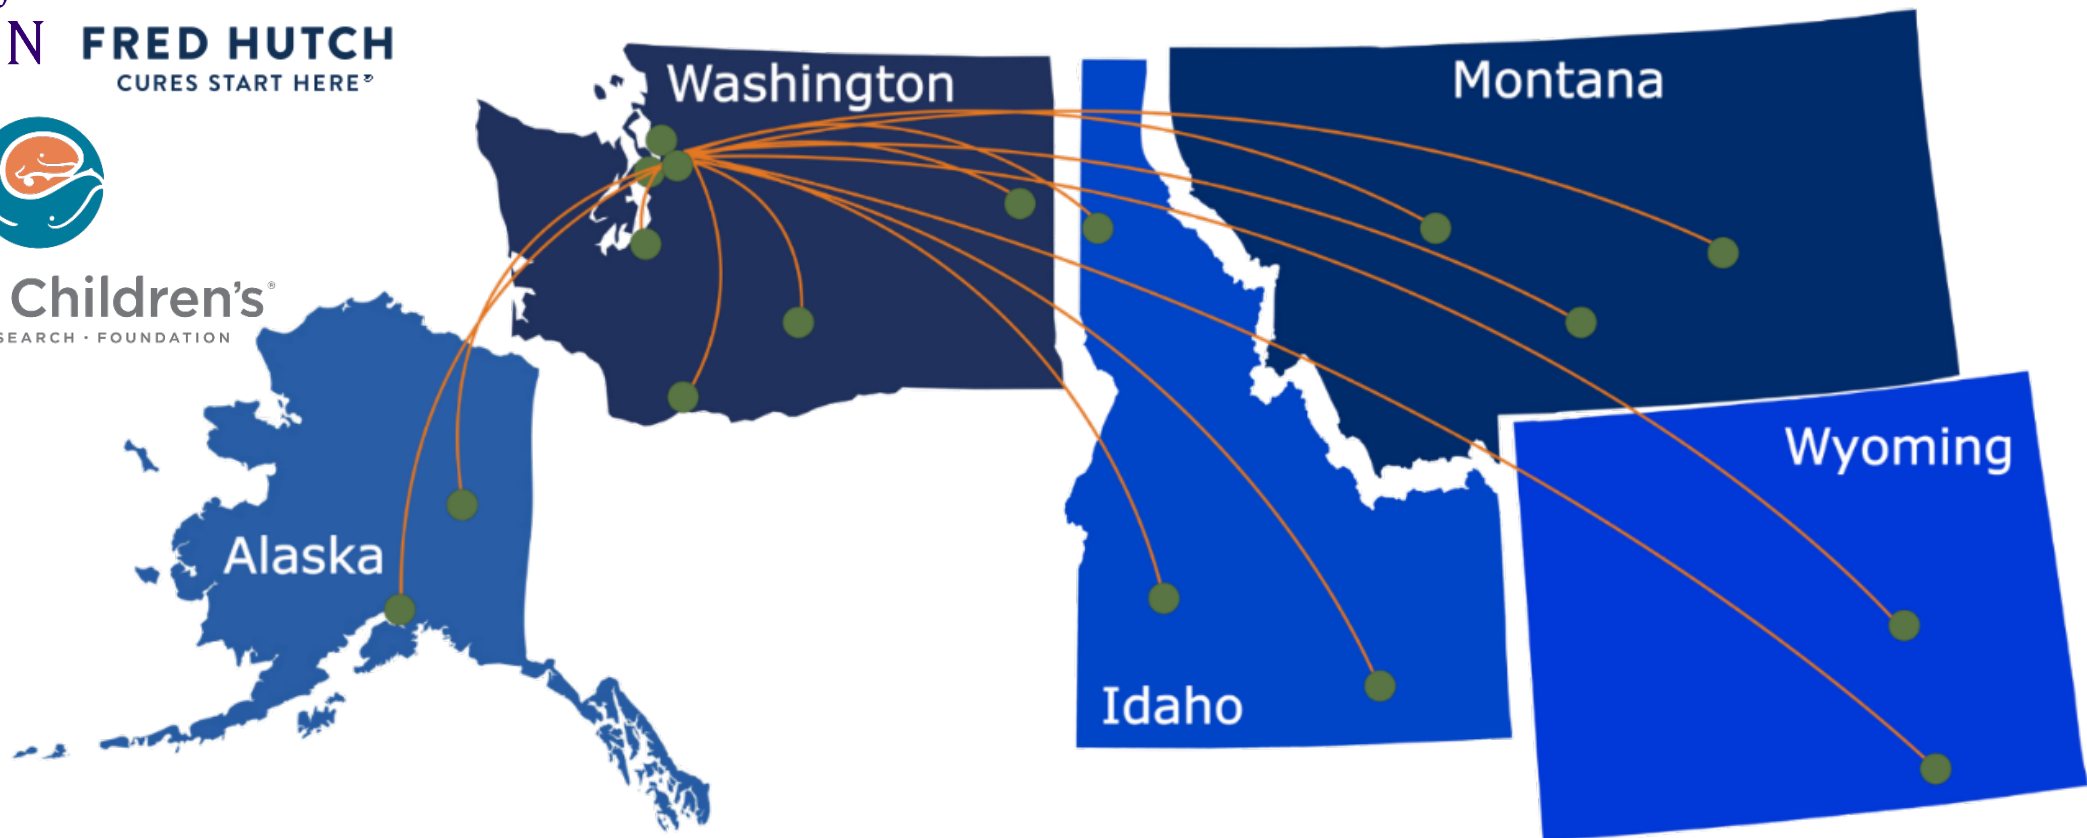 N
FRED HUTCH
CURES START HERE®
Children's®
SEARCH · FOUNDATION
Washington
Montana
Wyoming
Alaska
Idaho